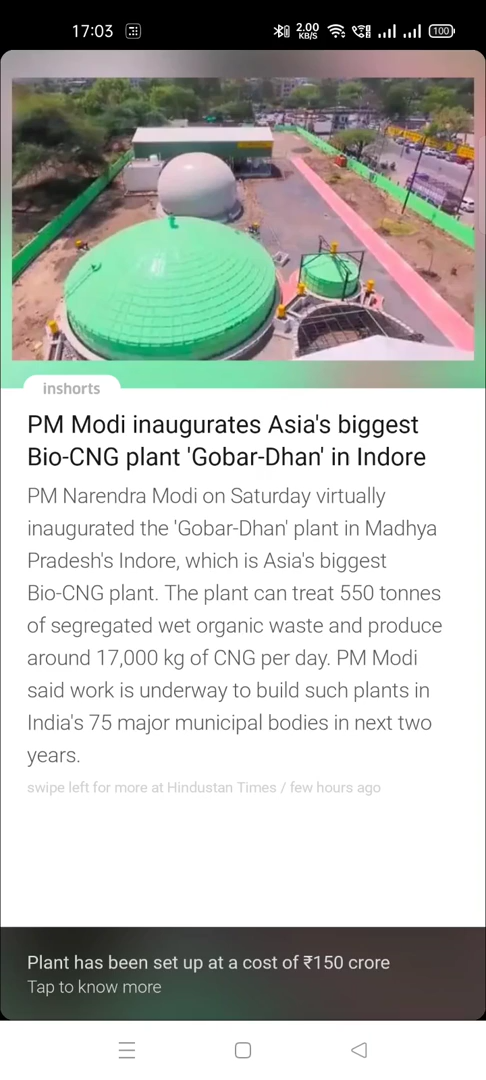 17:03
2.00
KB/S
100
inshorts
PM Modi inaugurates Asia's biggest
Bio-CNG plant 'Gobar-Dhan' in Indore
PM Narendra Modi on Saturday virtually
inaugurated the 'Gobar-Dhan' plant in Madhya
Pradesh's Indore, which is Asia's biggest
Bio-CNG plant. The plant can treat 550 tonnes
of segregated wet organic waste and produce
around 17,000 kg of CNG per day. PM Modi
said work is underway to build such plants in
India's 75 major municipal bodies in next two
years.
swipe left for more at Hindustan Times / few hours ago
Plant has been set up at a cost of ₹150 crore
Tap to know more